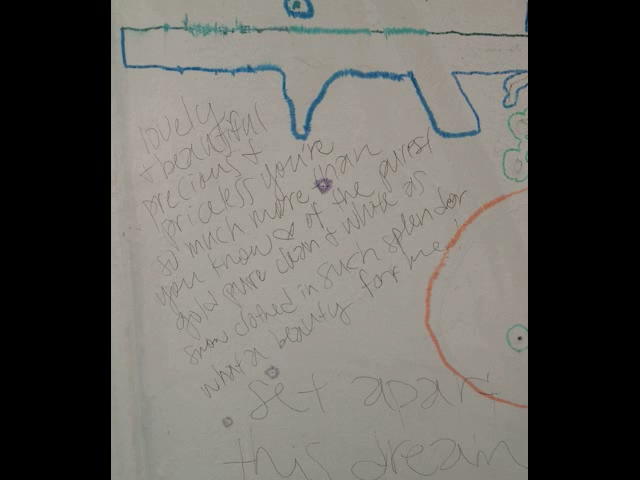 lovely
+ beautiful
precious +
priceless you're
so much more than
you know & of the purest
gold pure clean + white as
snow clothed in such splendor
what a beauty for me
set apart
this dream